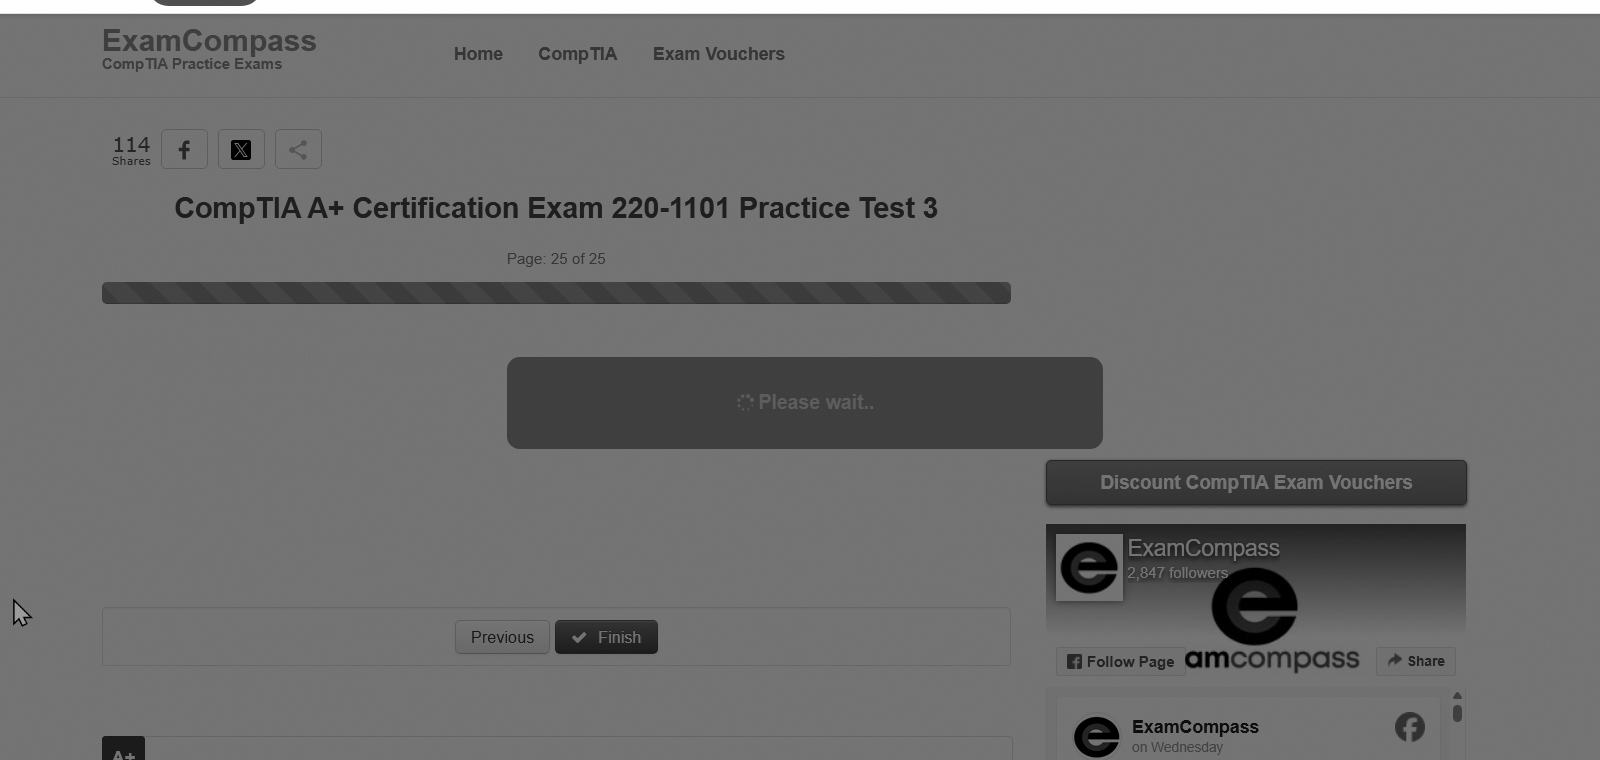 ExamCompass
CompTIA Practice Exams
Home
CompTIA
Exam Vouchers
114
Shares
CompTIA A+ Certification Exam 220-1101 Practice Test 3
Page: 25 of 25
Please wait..
Discount CompTIA Exam Vouchers
ExamCompass
2,847 followers
Previous
Finish
Follow Page
amcompass
Share
ExamCompass
on Wednesday
A+